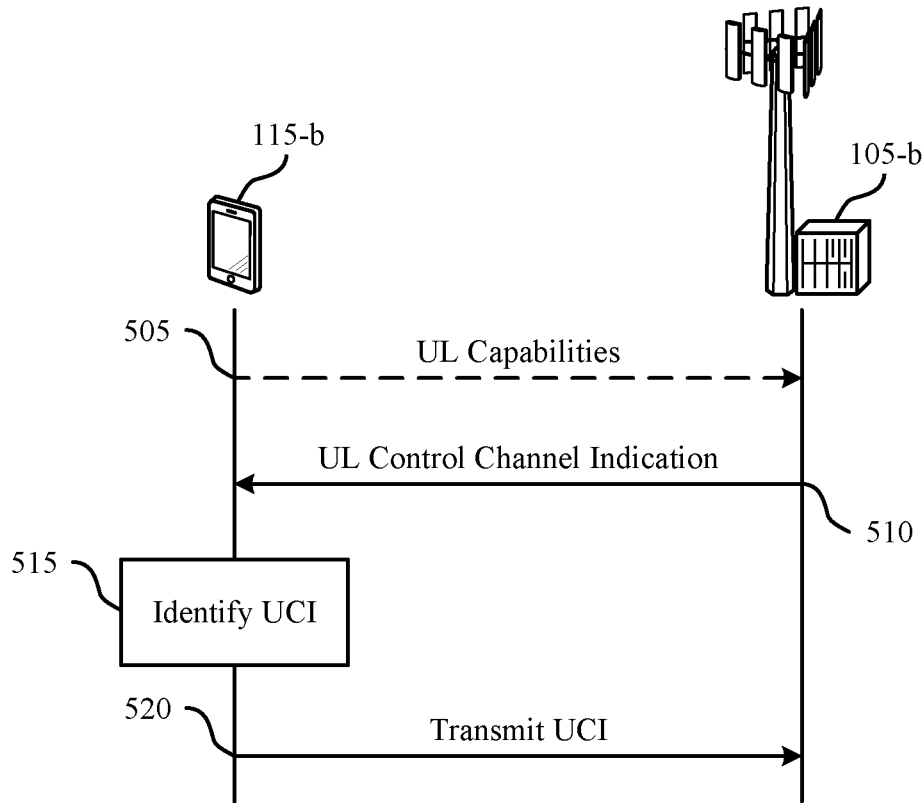 115-b
105-b
505
UL Capabilities
UL Control Channel Indication
510
515
Identify UCI
520
Transmit UCI